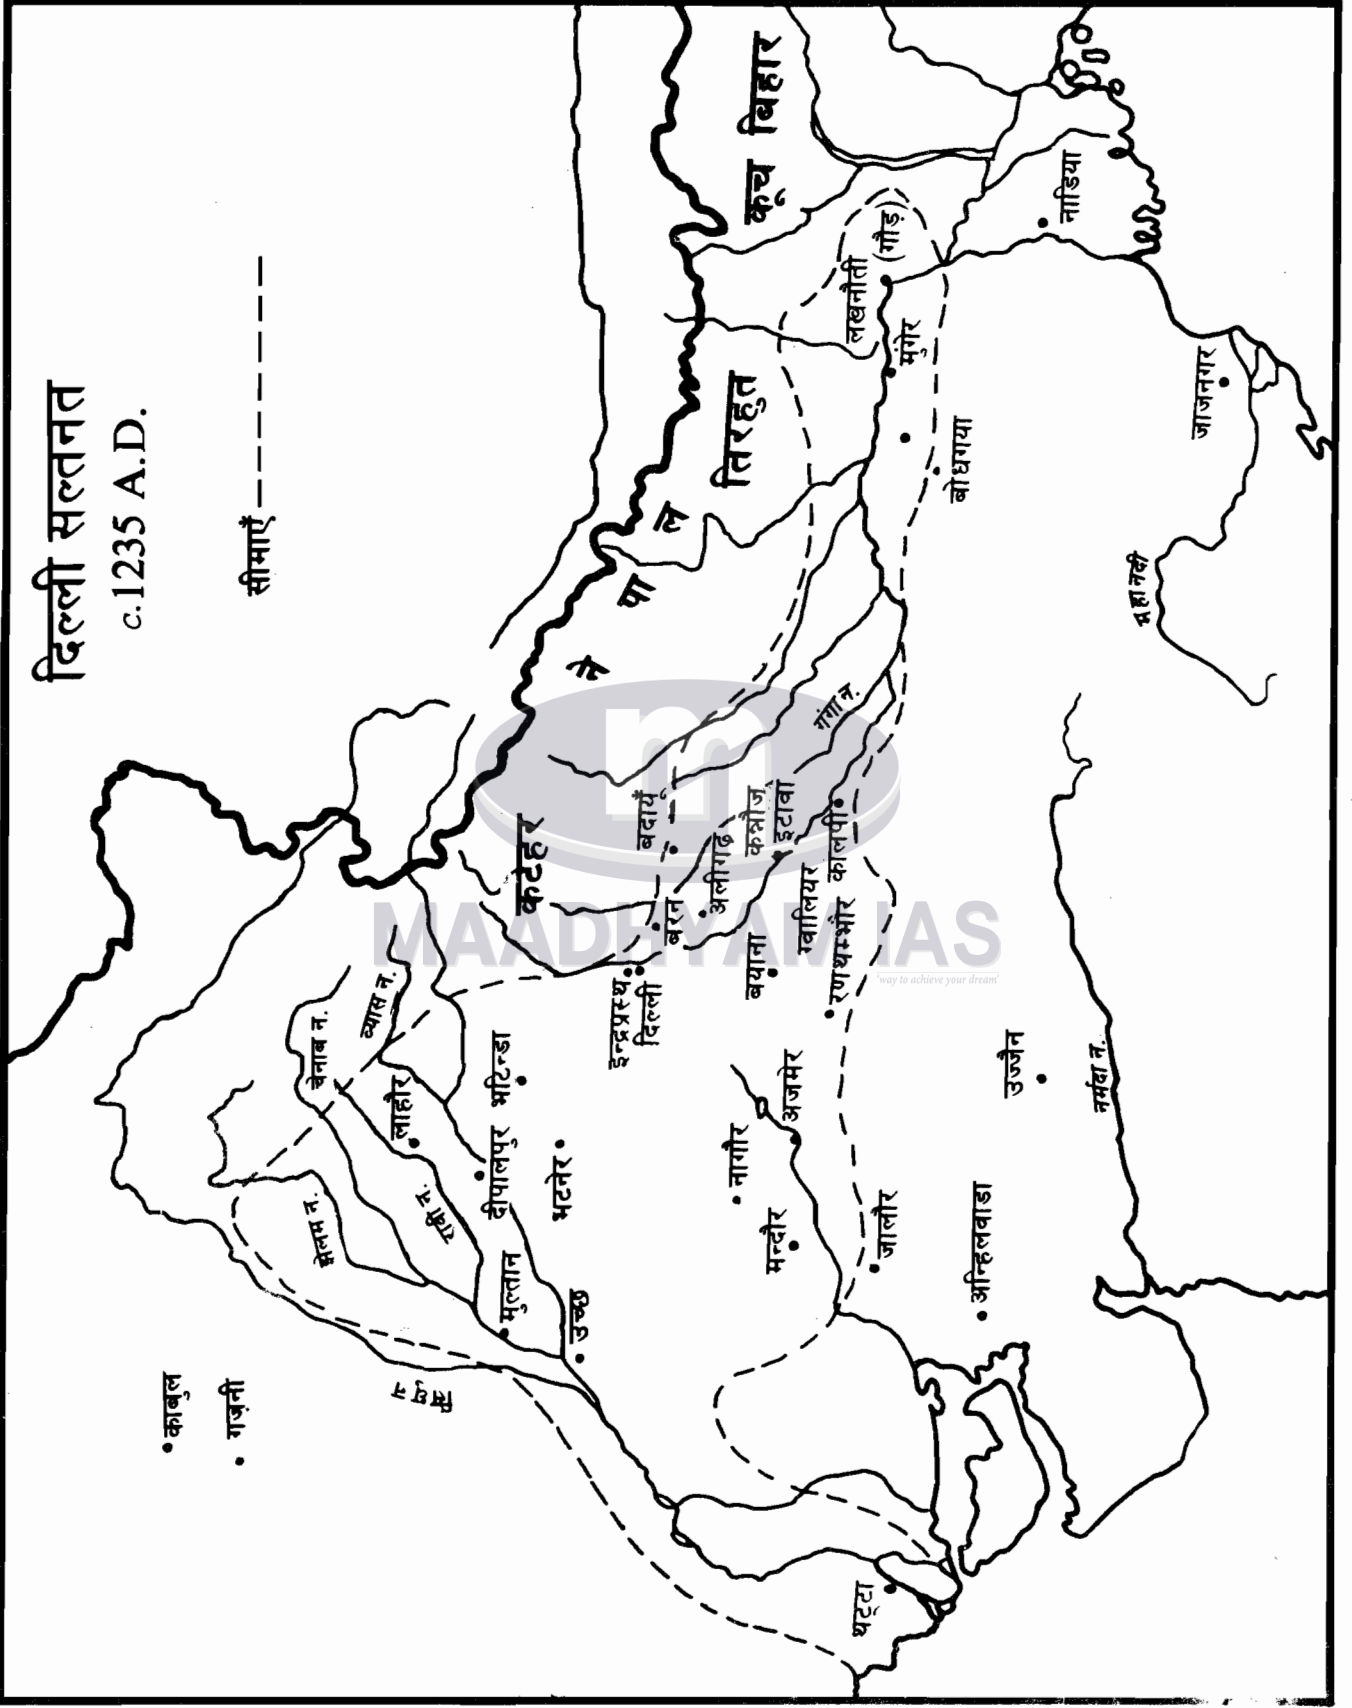 दिल्ली सल्तनत
c.1235 A.D.
सीमाएँ
काबुल
गज़नी
सिन्धु न
झेलम न.
चेनाब न.
व्यास न.
रावी न.
लाहौर
मुल्तान
दीपालपुर
भटिन्डा
उच्छ
भटनेर
कटेहर
ने पा ल
तिरहुत
कूच बिहार
इन्द्रप्रस्थ
दिल्ली
बरन
बदायूँ
अलीगढ़
कन्नौज
इटावा
गंगा न.
बयाना
ग्वालियर
कालपी
रणथम्भौर
नागौर
अजमेर
मन्दौर
जालौर
लखनौती
(गौड़)
मुंगेर
बोधगया
नाडिया
थट्टा
अन्हिलवाडा
उज्जैन
नर्मदा न.
महानदी
जाजनगर
m
MAADHYAM IAS
'way to achieve your dream'